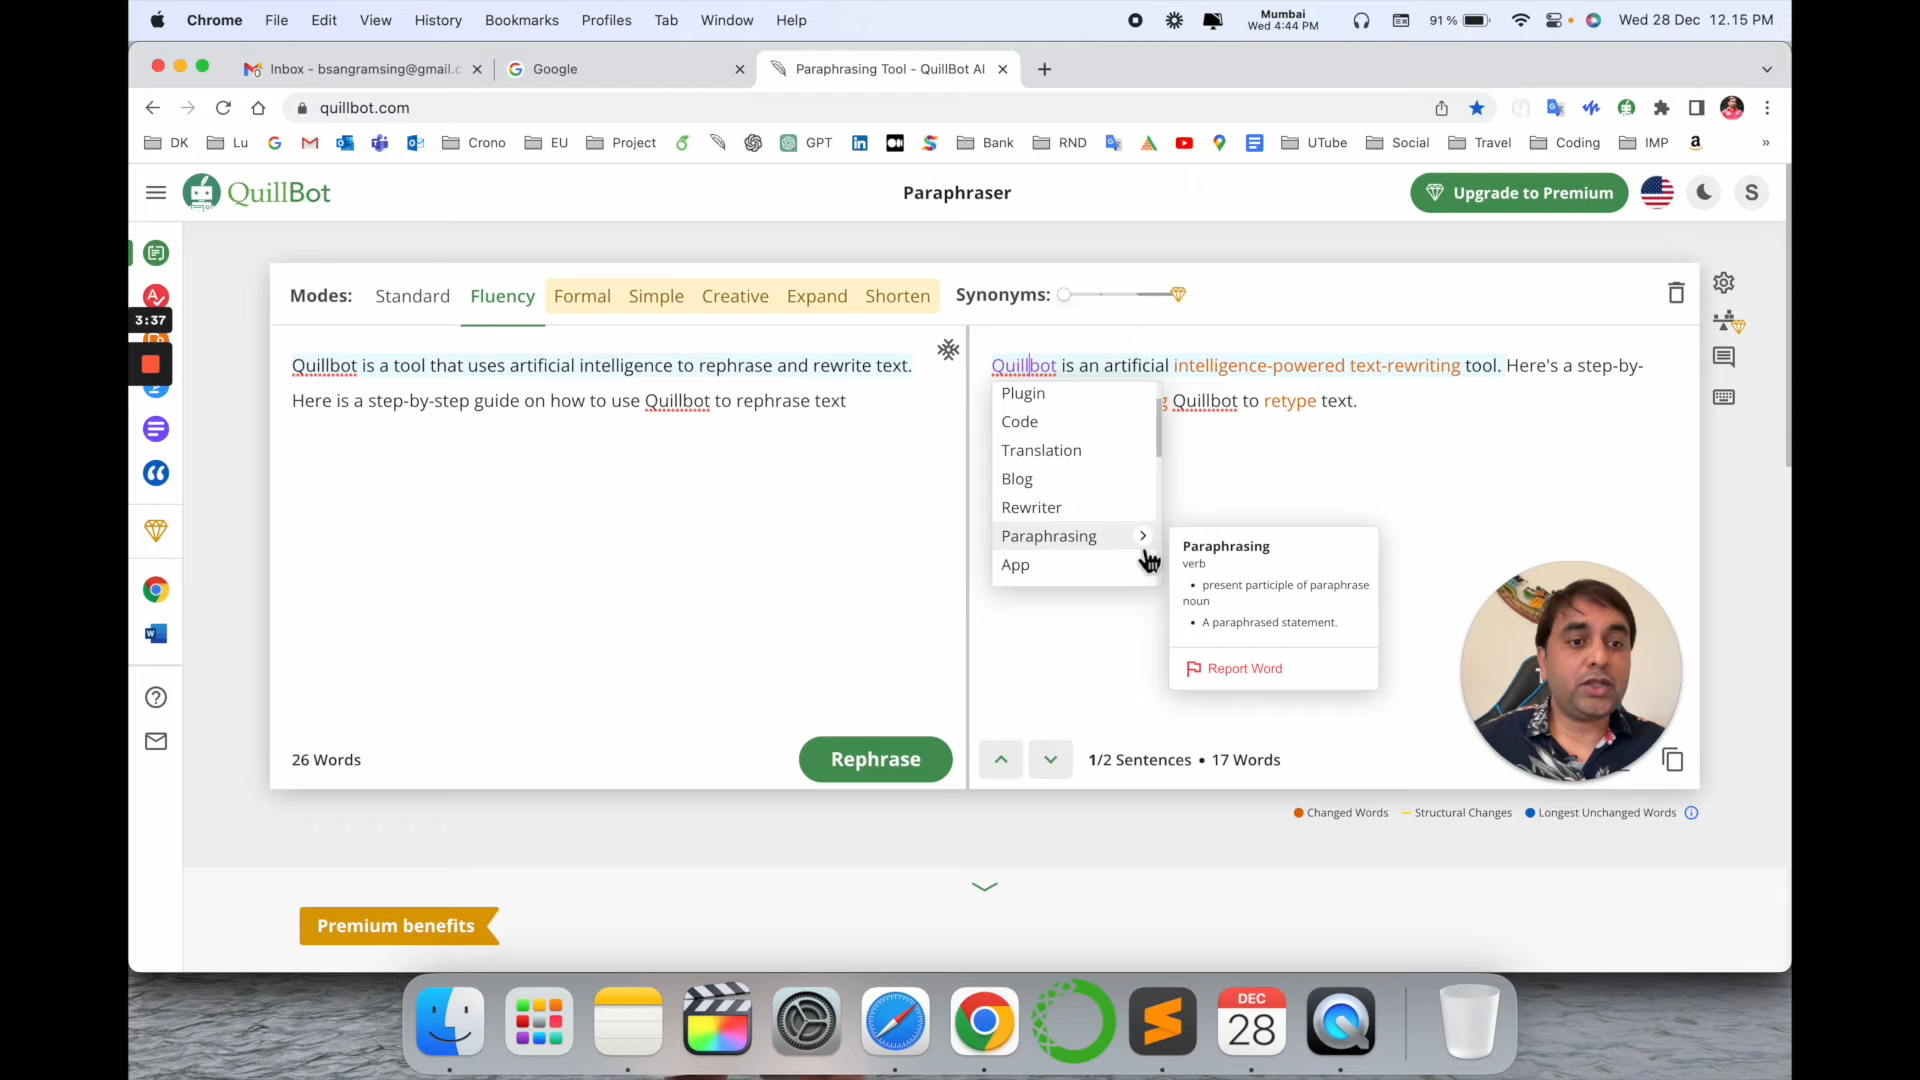 Chrome File Edit View History Bookmarks Profiles Tab Window Help
Mumbai
Wed 4:44 PM
91 %
Wed 28 Dec 12.15 PM
Inbox - bsangramsing@gmail.c
Google
Paraphrasing Tool - QuillBot AI
quillbot.com
DK Lu Crono EU Project GPT Bank RND UTube Social Travel Coding IMP
QuillBot
Paraphraser
Upgrade to Premium
S
Modes: Standard Fluency Formal Simple Creative Expand Shorten Synonyms:
3:37
Quillbot is a tool that uses artificial intelligence to rephrase and rewrite text.
Here is a step-by-step guide on how to use Quillbot to rephrase text
Quillbot is an artificial intelligence-powered text-rewriting tool. Here's a step-by-
Quillbot to retype text.
Plugin
Code
Translation
Blog
Rewriter
Paraphrasing
App
Paraphrasing
verb
• present participle of paraphrase
noun
• A paraphrased statement.
Report Word
26 Words
Rephrase
1/2 Sentences • 17 Words
Changed Words Structural Changes Longest Unchanged Words
Premium benefits
DEC
28